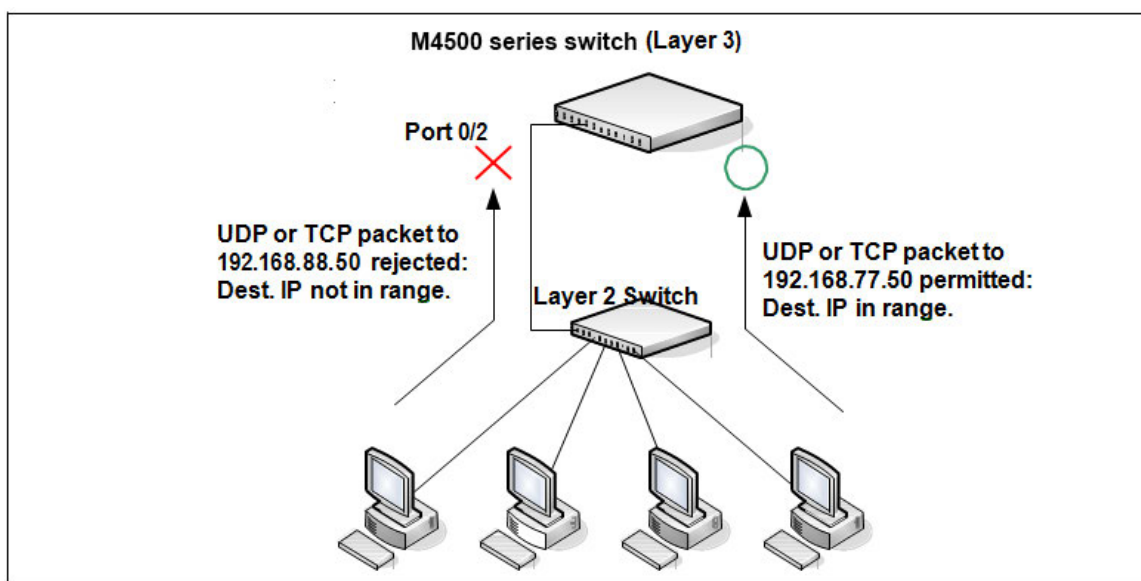 M4500 series switch (Layer 3)
Port 0/2
UDP or TCP packet to
192.168.88.50 rejected:
Dest. IP not in range.
UDP or TCP packet to
192.168.77.50 permitted:
Dest. IP in range.
Layer 2 Switch